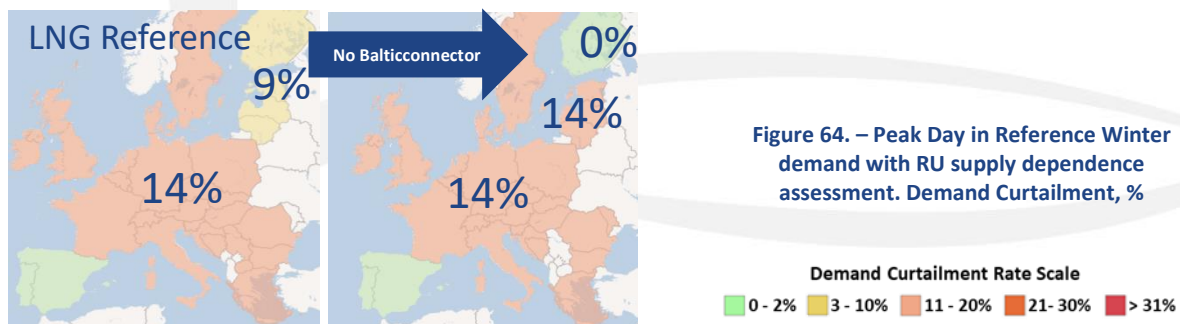 LNG Reference
9%
14%
No Balticconnector
0%
14%
14%
Figure 64. – Peak Day in Reference Winter
demand with RU supply dependence
assessment. Demand Curtailment, %
Demand Curtailment Rate Scale
0 - 2% 3 - 10% 11 - 20% 21- 30% > 31%